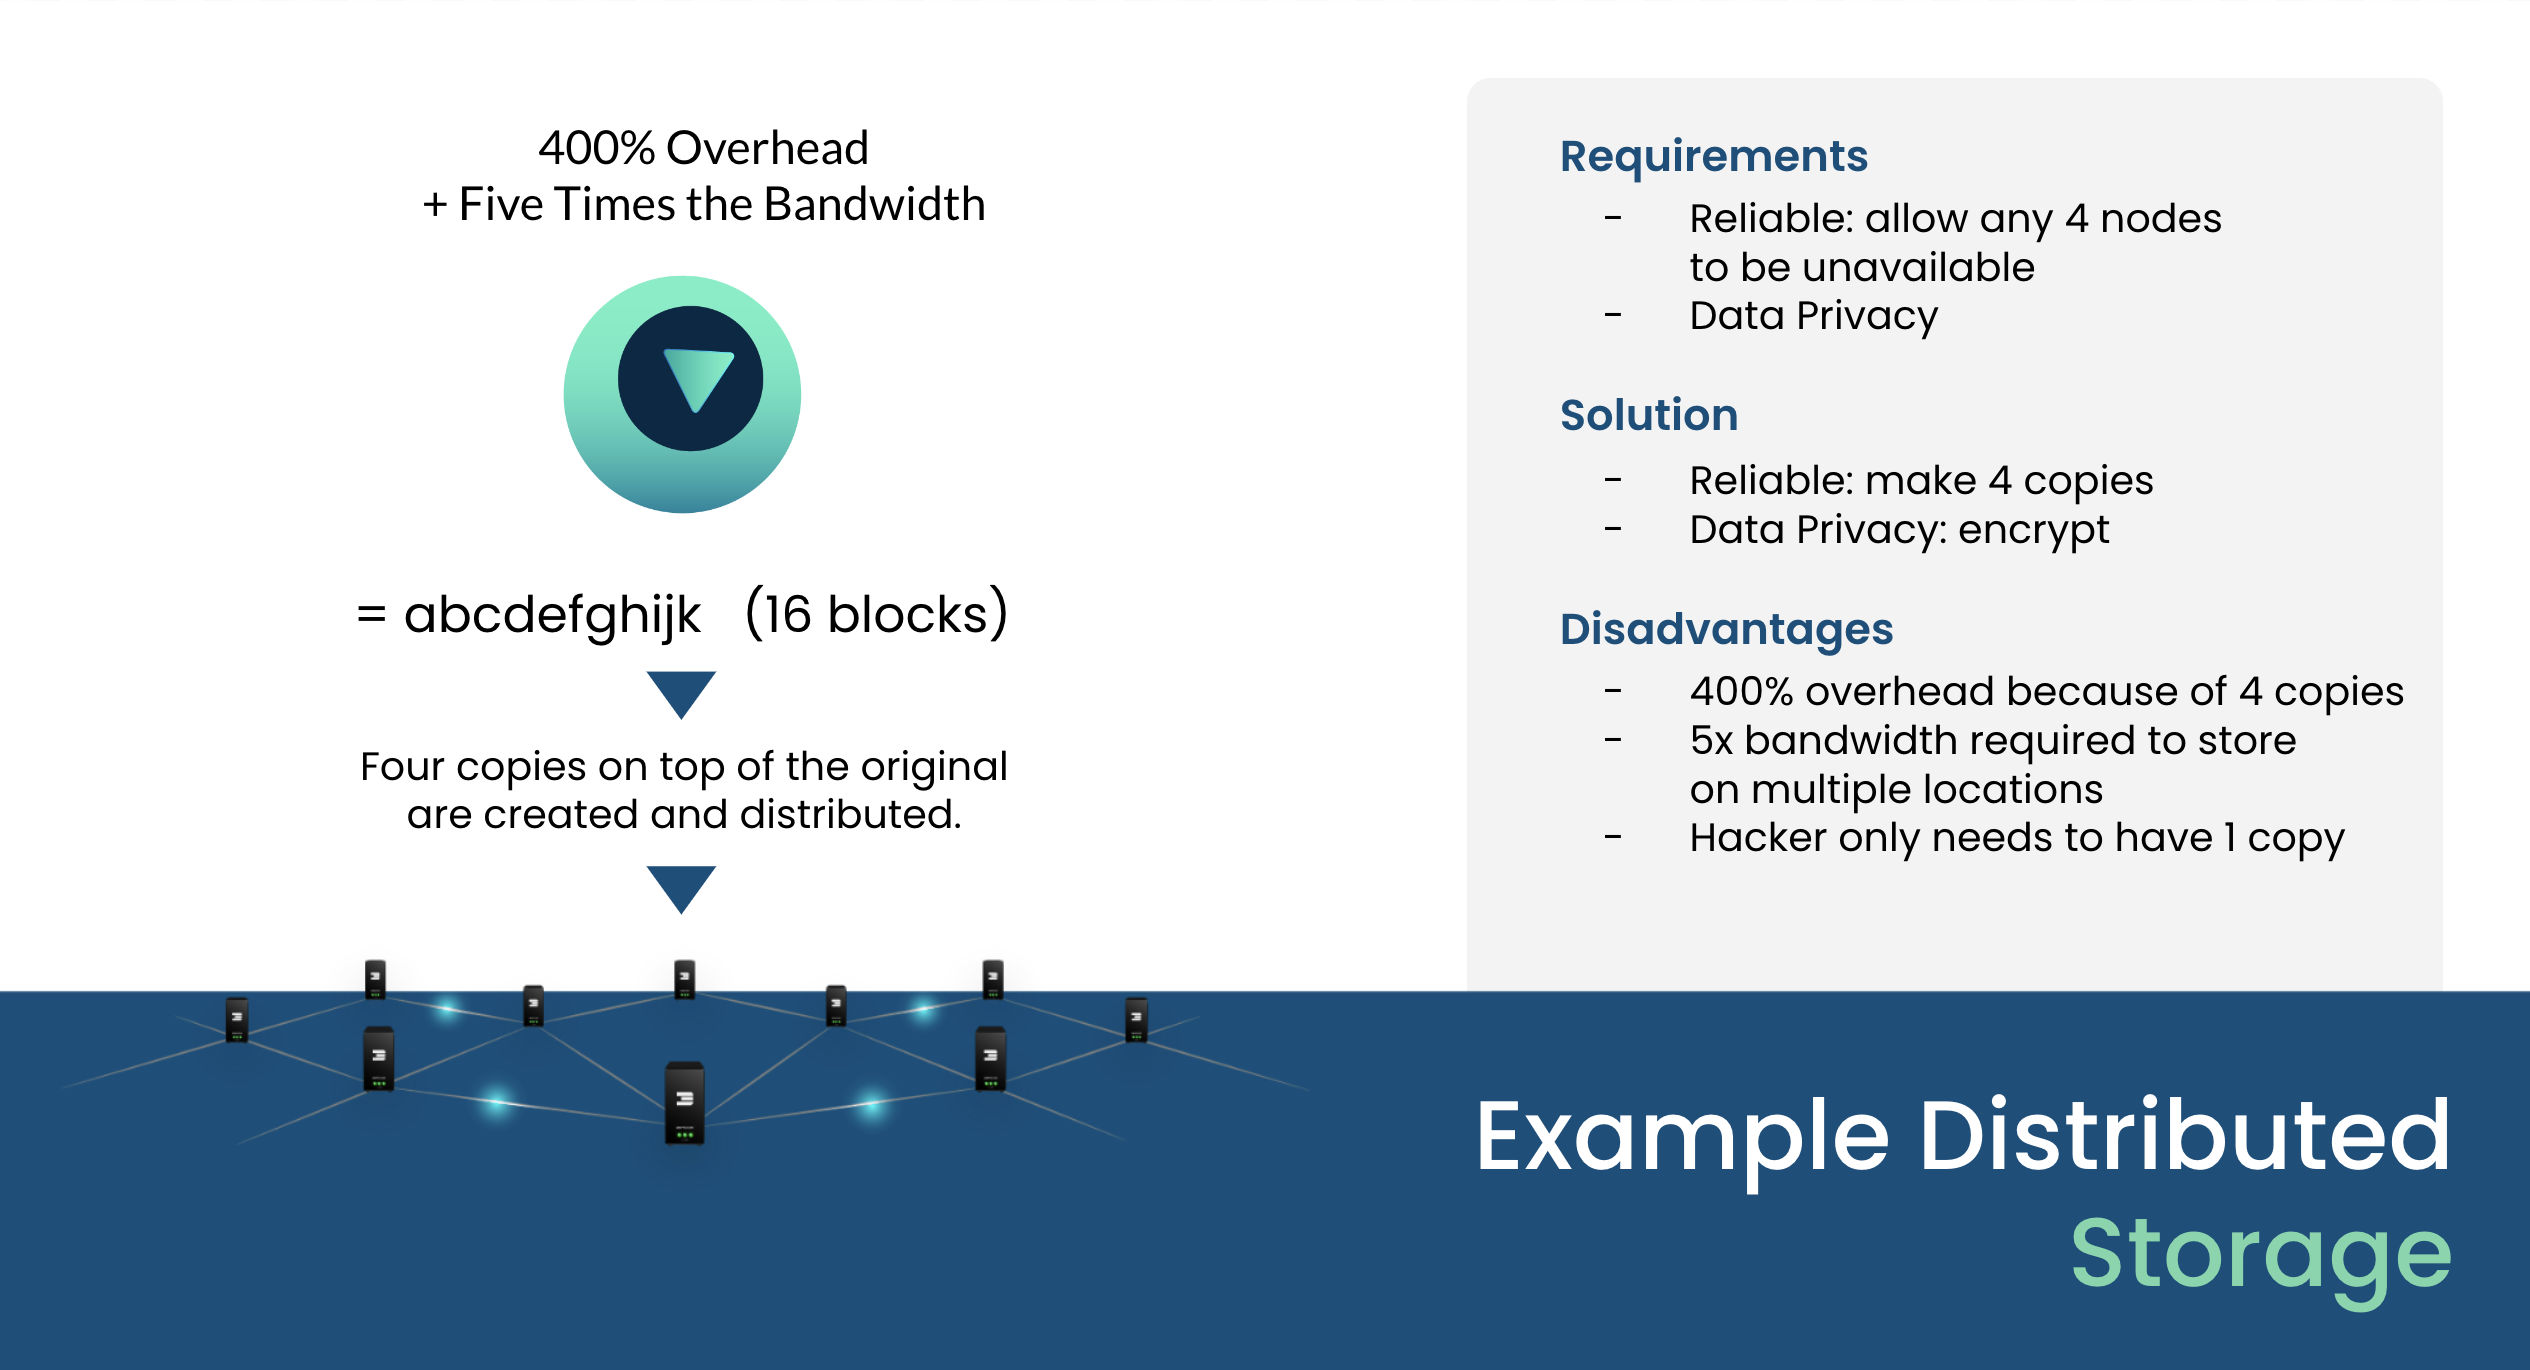 400% Overhead
+ Five Times the Bandwidth
= abcdefghijk (16 blocks)
Four copies on top of the original
are created and distributed.
Requirements
- Reliable: allow any 4 nodes
to be unavailable
- Data Privacy
Solution
- Reliable: make 4 copies
- Data Privacy: encrypt
Disadvantages
- 400% overhead because of 4 copies
- 5x bandwidth required to store
on multiple locations
- Hacker only needs to have 1 copy
Example Distributed
Storage